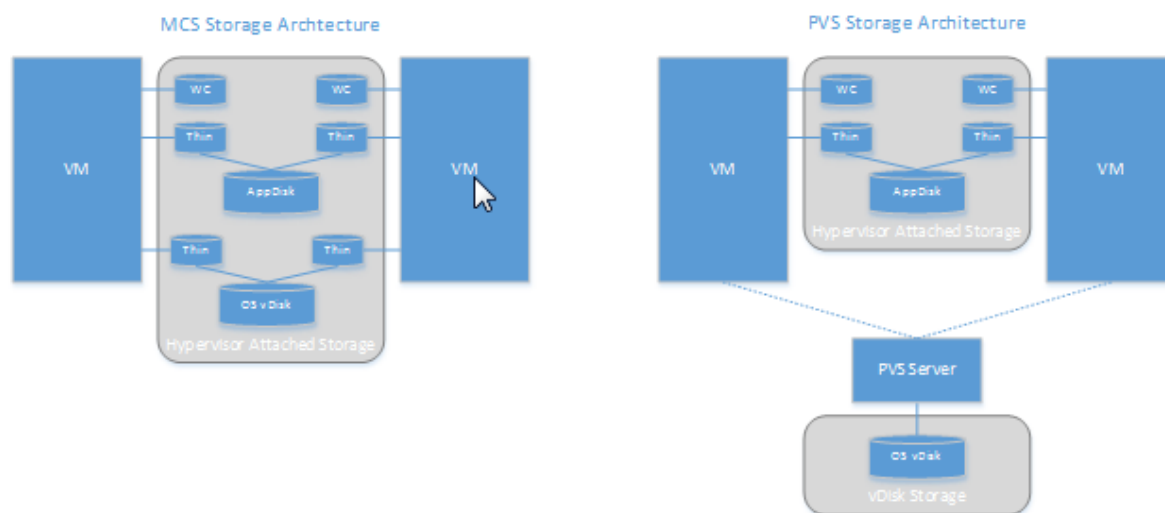 MCS Storage Archtecture
VM
WC
WC
Thin
Thin
AppDisk
Thin
Thin
OS vDisk
Hypervisor Attached Storage
VM
PVS Storage Architecture
VM
WC
WC
Thin
Thin
AppDisk
Hypervisor Attached Storage
VM
PVS Server
OS vDisk
vDisk Storage